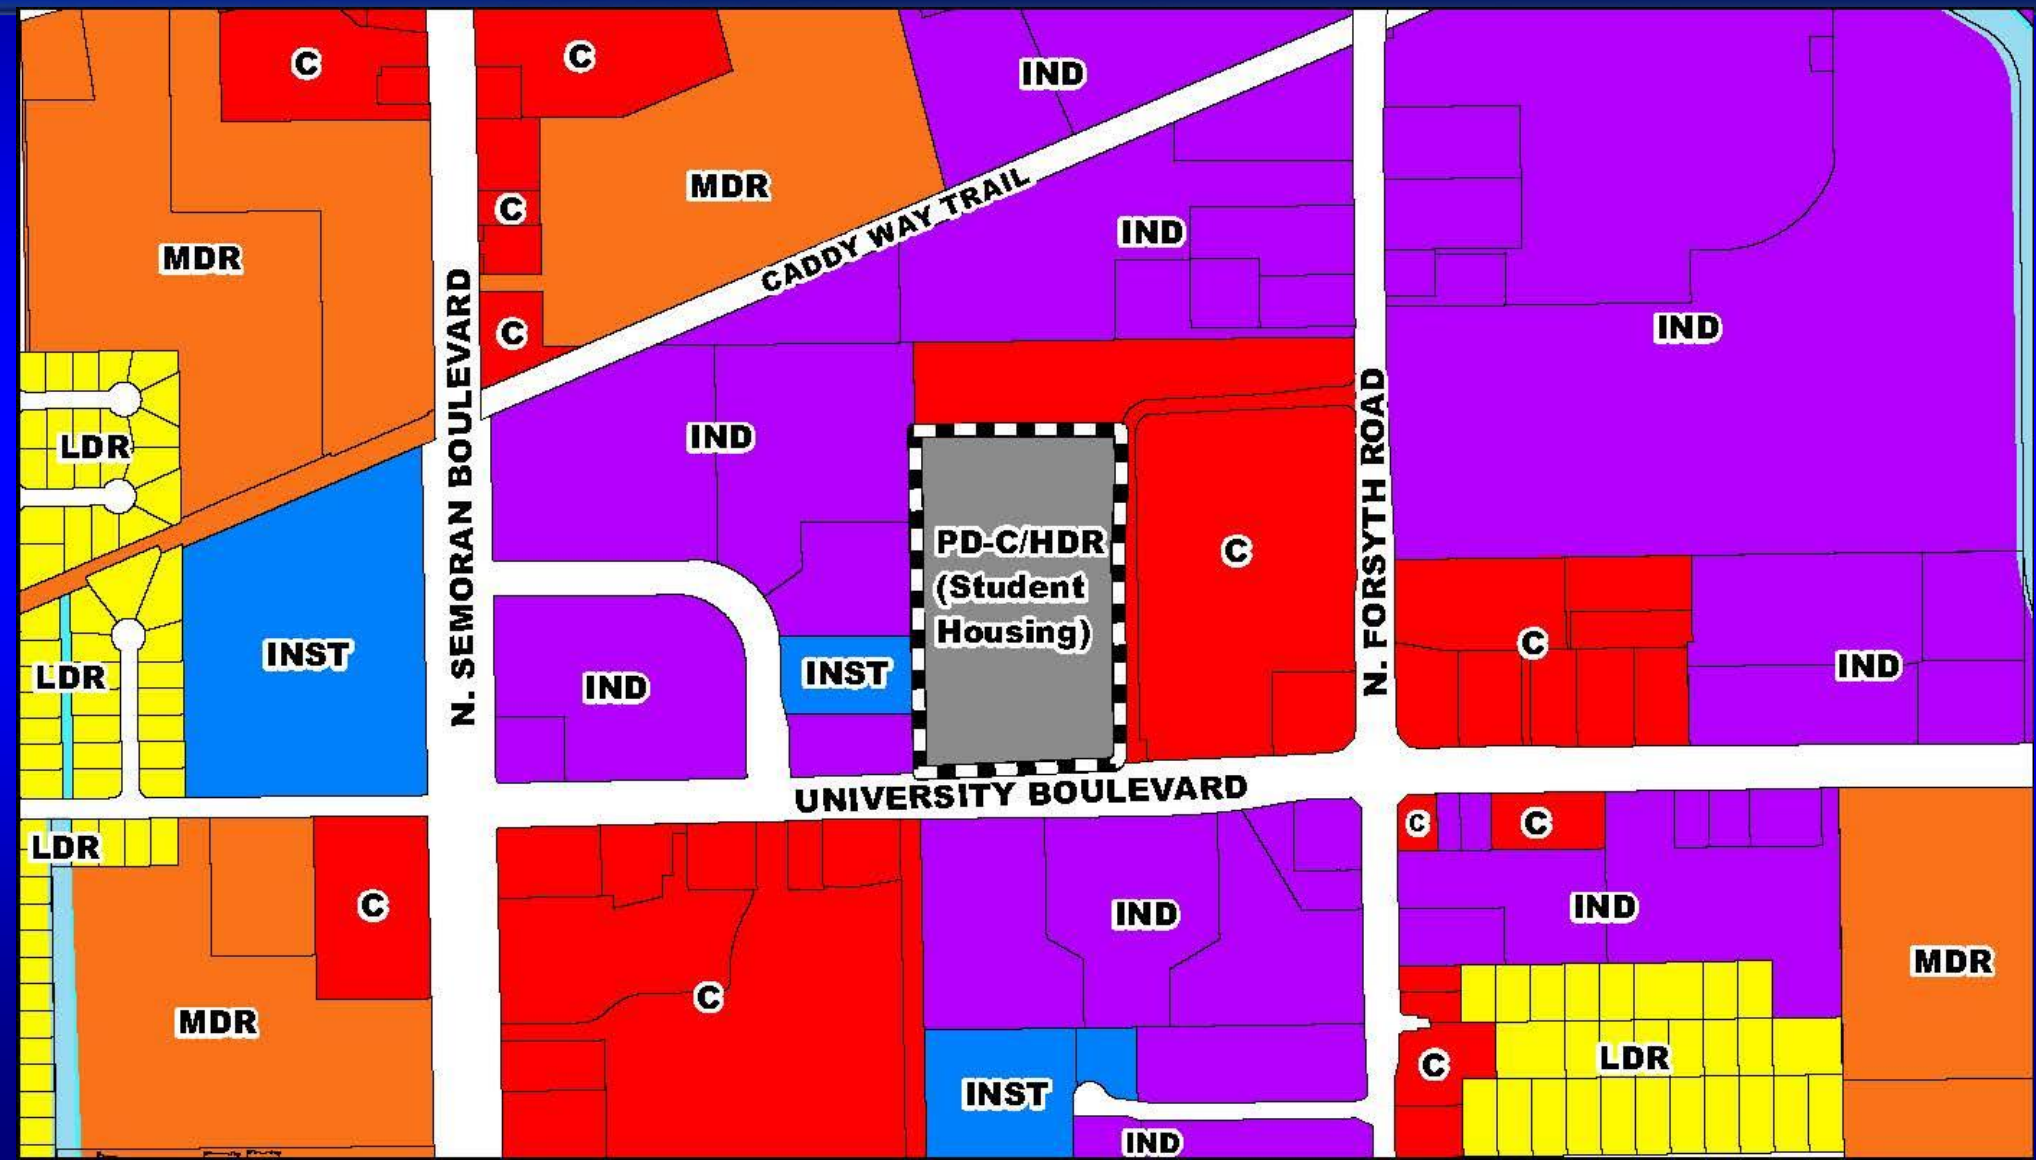 C
C
IND
MDR
C
CADDY WAY TRAIL
IND
MDR
IND
C
LDR
IND
N. SEMORAN BOULEVARD
N. FORSYTH ROAD
PD-C/HDR
(Student
Housing)
C
INST
C
LDR
INST
IND
IND
UNIVERSITY BOULEVARD
C
C
LDR
C
IND
IND
MDR
C
MDR
LDR
C
INST
IND